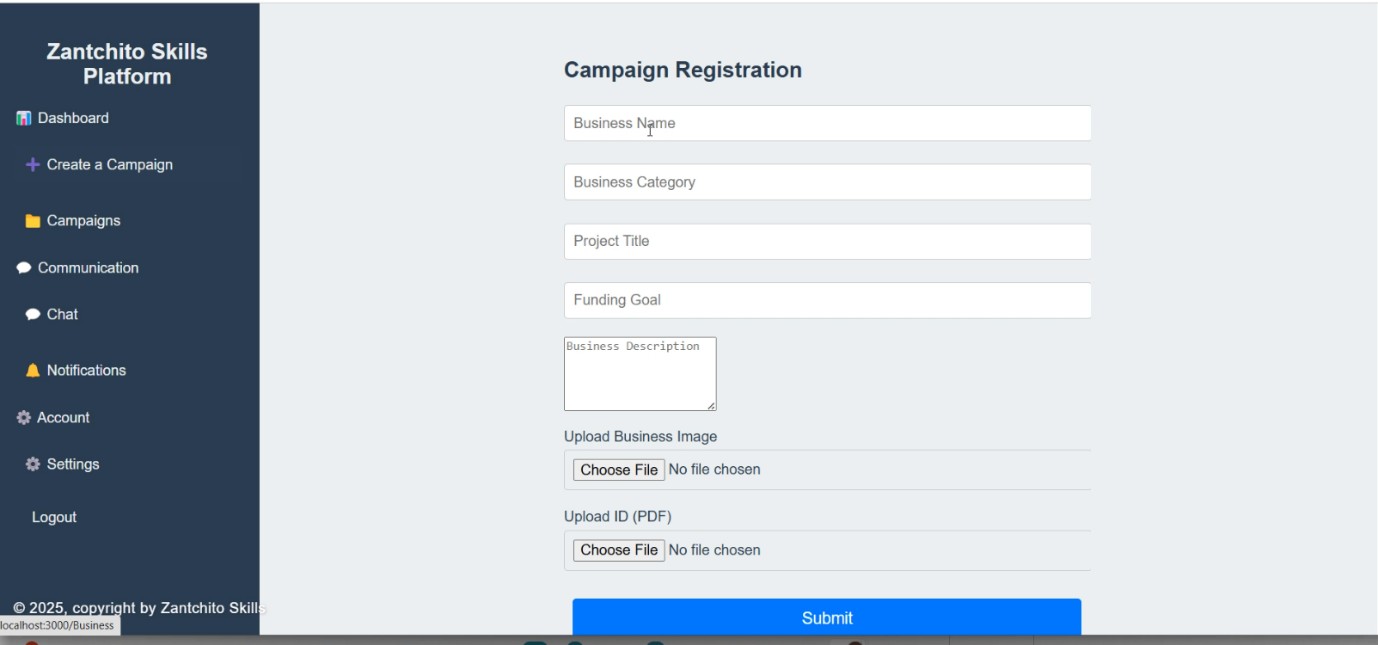 Zantchito Skills
Platform
Dashboard
Create a Campaign
Campaigns
Communication
Chat
Notifications
Account
Settings
Logout
© 2025, copyright by Zantchito Skills
localhost:3000/Business
Campaign Registration
Business Name
Business Category
Project Title
Funding Goal
Business Description
Upload Business Image
Choose File No file chosen
Upload ID (PDF)
Choose File No file chosen
Submit